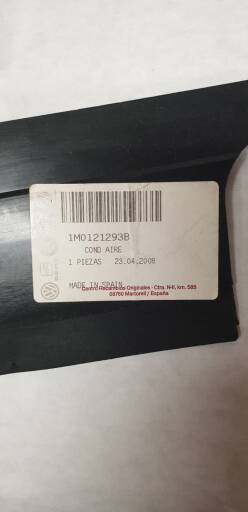 1M0121293B
COND AIRE
1 PIEZAS 23.04.2008
MADE IN SPAIN
Centro Recambios Originales - Ctra. N-II, km. 585
08760 Martorell / España